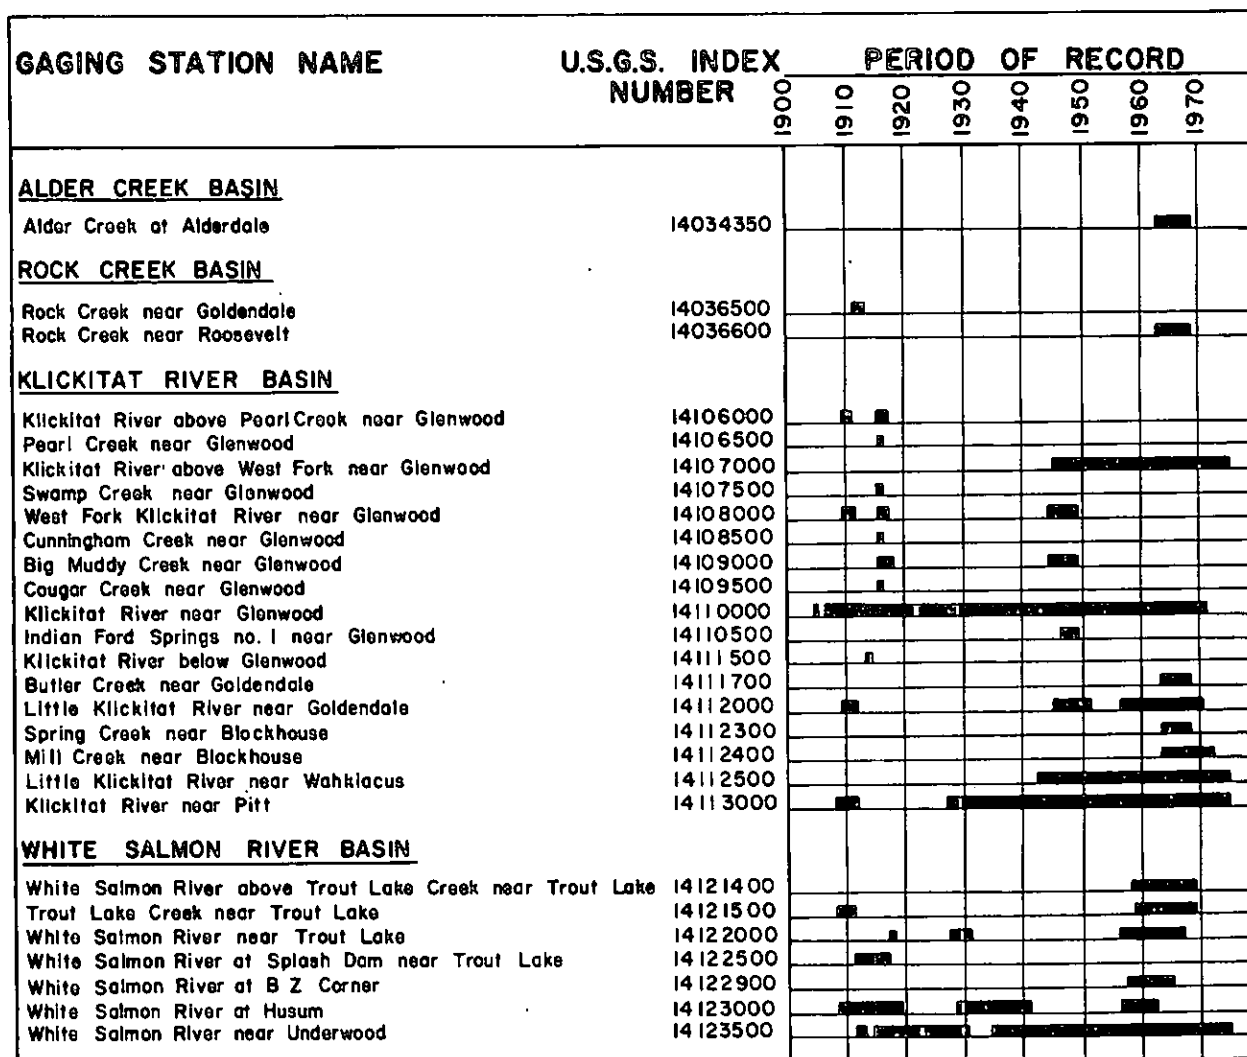 GAGING STATION NAME U.S.G.S. INDEX NUMBER PERIOD OF RECORD
1900 1910 1920 1930 1940 1950 1960 1970
ALDER CREEK BASIN
Alder Creek at Alderdale 14034350
ROCK CREEK BASIN
Rock Creek near Goldendale 14036500
Rock Creek near Roosevelt 14036600
KLICKITAT RIVER BASIN
Klickitat River above Pearl Creek near Glenwood 14106000
Pearl Creek near Glenwood 14106500
Klickitat River above West Fork near Glenwood 14107000
Swamp Creek near Glenwood 14107500
West Fork Klickitat River near Glenwood 14108000
Cunningham Creek near Glenwood 14108500
Big Muddy Creek near Glenwood 14109000
Cougar Creek near Glenwood 14109500
Klickitat River near Glenwood 14110000
Indian Ford Springs no. 1 near Glenwood 14110500
Klickitat River below Glenwood 14111500
Butler Creek near Goldendale 14111700
Little Klickitat River near Goldendale 14112000
Spring Creek near Blockhouse 14112300
Mill Creek near Blockhouse 14112400
Little Klickitat River near Wahkiacus 14112500
Klickitat River near Pitt 14113000
WHITE SALMON RIVER BASIN
White Salmon River above Trout Lake Creek near Trout Lake 14121400
Trout Lake Creek near Trout Lake 14121500
White Salmon River near Trout Lake 14122000
White Salmon River at Splash Dam near Trout Lake 14122500
White Salmon River at B Z Corner 14122900
White Salmon River at Husum 14123000
White Salmon River near Underwood 14123500